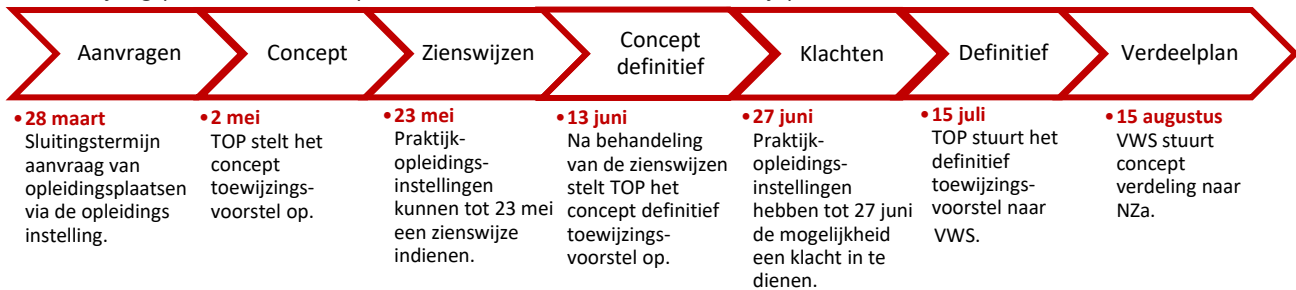 Aanvragen
Concept
Zienswijzen
Concept
definitief
Klachten
Definitief
Verdeelplan
•28 maart
Sluitingstermijn
aanvraag van
opleidingsplaatsen
via de opleidings
instelling.
•2 mei
TOP stelt het
concept
toewijzings-
voorstel op.
•23 mei
Praktijk-
opleidings-
instellingen
kunnen tot 23 mei
een zienswijze
indienen.
•13 juni
Na behandeling
van de zienswijzen
stelt TOP het
concept definitief
toewijzings-
voorstel op.
•27 juni
Praktijk-
opleidings-
instellingen
hebben tot 27 juni
de mogelijkheid
een klacht in te
dienen.
•15 juli
TOP stuurt het
definitief
toewijzings-
voorstel naar
VWS.
•15 augustus
VWS stuurt
concept
verdeling naar
NZa.